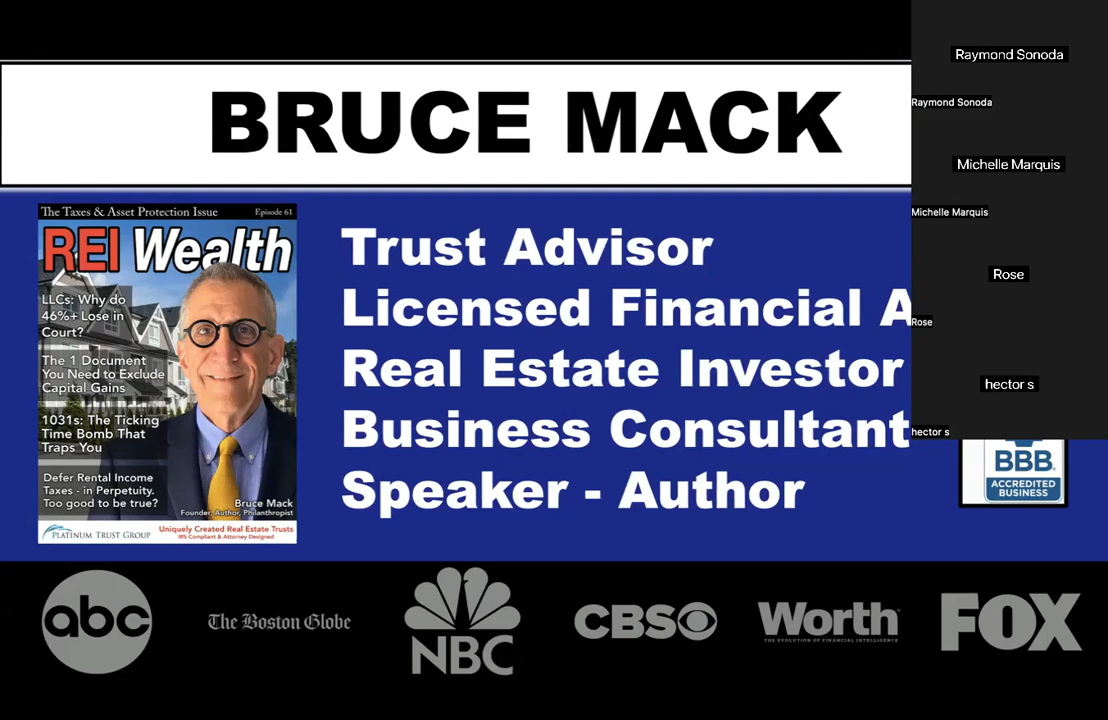 BRUCE MACK
The Taxes & Asset Protection Issue Episode 61
REI Wealth
LLCs: Why do
46%+ Lose in
Court?
The 1 Document
You Need to Exclude
Capital Gains
1031s: The Ticking
Time Bomb That
Traps You
Defer Rental Income
Taxes - in Perpetuity.
Too good to be true?
Bruce Mack
Founder, Author, Philanthropist
PLATINUM TRUST GROUP
Uniquely Created Real Estate Trusts
IRS Compliant & Attorney Designed
Trust Advisor
Licensed Financial A
Real Estate Investor
Business Consultant
Speaker - Author
Raymond Sonoda
Raymond Sonoda
Michelle Marquis
Michelle Marquis
Rose
Rose
hector s
hector s
BBB.
ACCREDITED
BUSINESS
abc
The Boston Globe
NBC
CBS
Worth
THE EVOLUTION OF FINANCIAL INTELLIGENCE
FOX